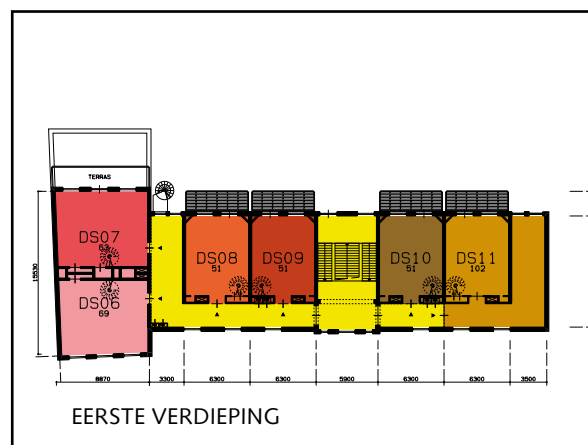 TERRAS
DS07
63
DS08
51
DS09
51
DS10
51
DS11
102
DS06
69
15530
8870 3300 6300 6300 5900 6300 6300 3500
EERSTE VERDIEPING